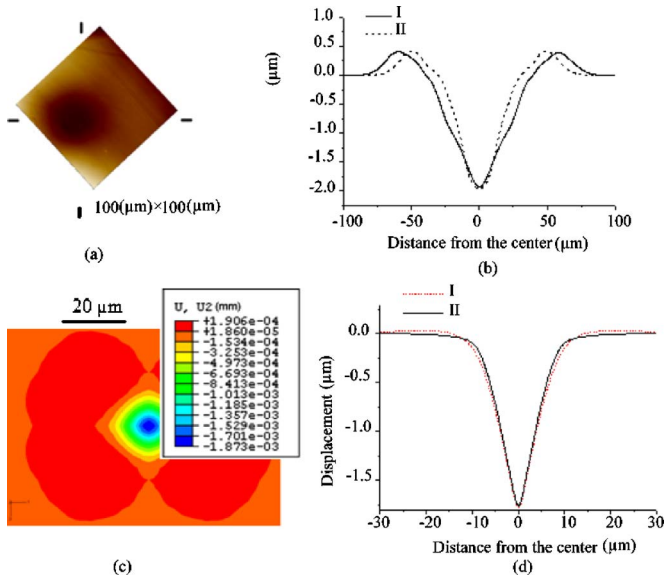 (a)
100(μm)×100(μm)
(b)
I
II
(μm)
1.0
0.5
0.0
-0.5
-1.0
-1.5
-2.0
-100
-50
0
50
100
Distance from the center(μm)
(c)
20 μm
U, U2 (mm)
+1.906e-04
+1.860e-05
-1.534e-04
-3.253e-04
-4.973e-04
-6.693e-04
-8.413e-04
-1.013e-03
-1.185e-03
-1.357e-03
-1.529e-03
-1.701e-03
-1.873e-03
(d)
I
II
Displacement (μm)
0.0
-0.5
-1.0
-1.5
-30
-20
-10
0
10
20
30
Distance from the center (μm)